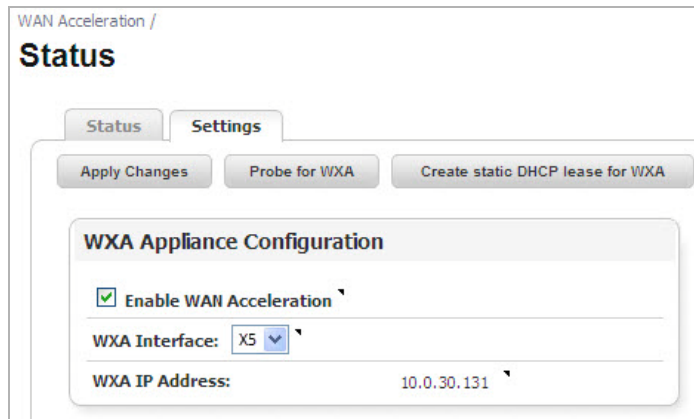 WAN Acceleration /
Status
Status Settings
Apply Changes Probe for WXA Create static DHCP lease for WXA
WXA Appliance Configuration
Enable WAN Acceleration
WXA Interface: X5
WXA IP Address: 10.0.30.131